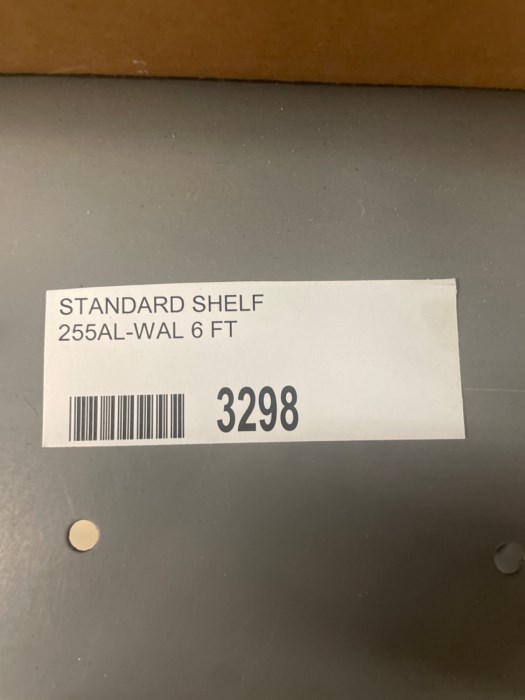 STANDARD SHELF
255AL-WAL 6 FT
3298